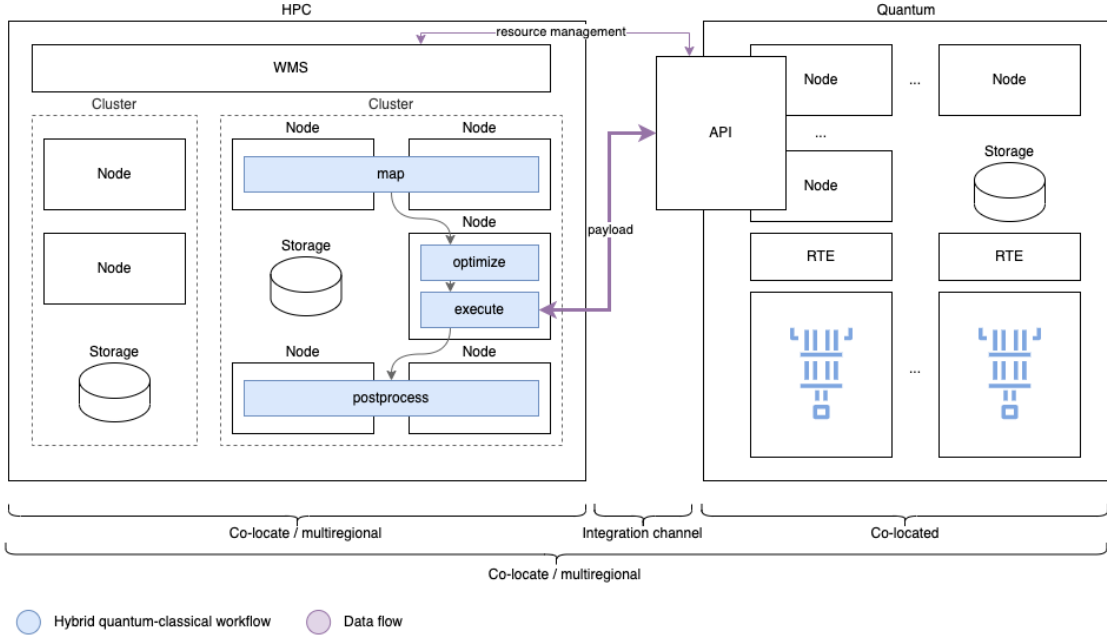 HPC
Quantum
resource management
WMS
Cluster
Cluster
Node
Node
Node
Node
map
Node
Storage
optimize
execute
Node
Node
postprocess
Storage
payload
API
Node
...
Node
...
Node
Storage
RTE
RTE
...
Co-locate / multiregional
Integration channel
Co-located
Co-locate / multiregional
Hybrid quantum-classical workflow
Data flow